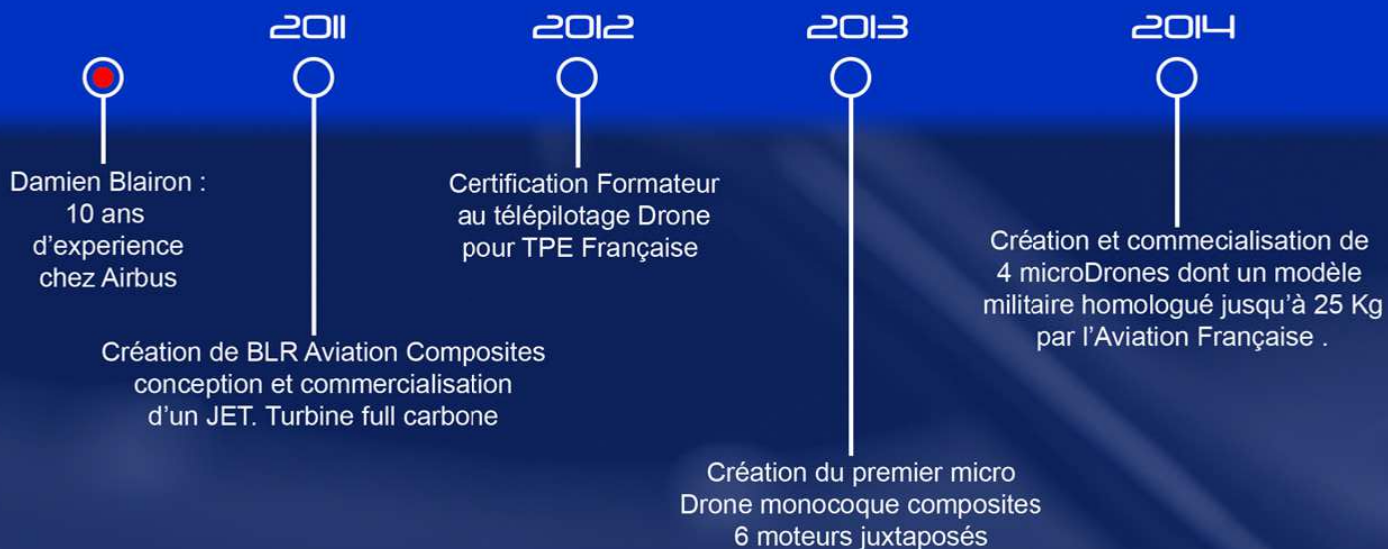 2011
2012
2013
2014
Damien Blairon :
10 ans
d'experience
chez Airbus
Création de BLR Aviation Composites
conception et commercialisation
d'un JET. Turbine full carbone
Certification Formateur
au télépilotage Drone
pour TPE Française
Création du premier micro
Drone monocoque composites
6 moteurs juxtaposés
Création et commecialisation de
4 microDrones dont un modèle
militaire homologué jusqu'à 25 Kg
par l'Aviation Française .